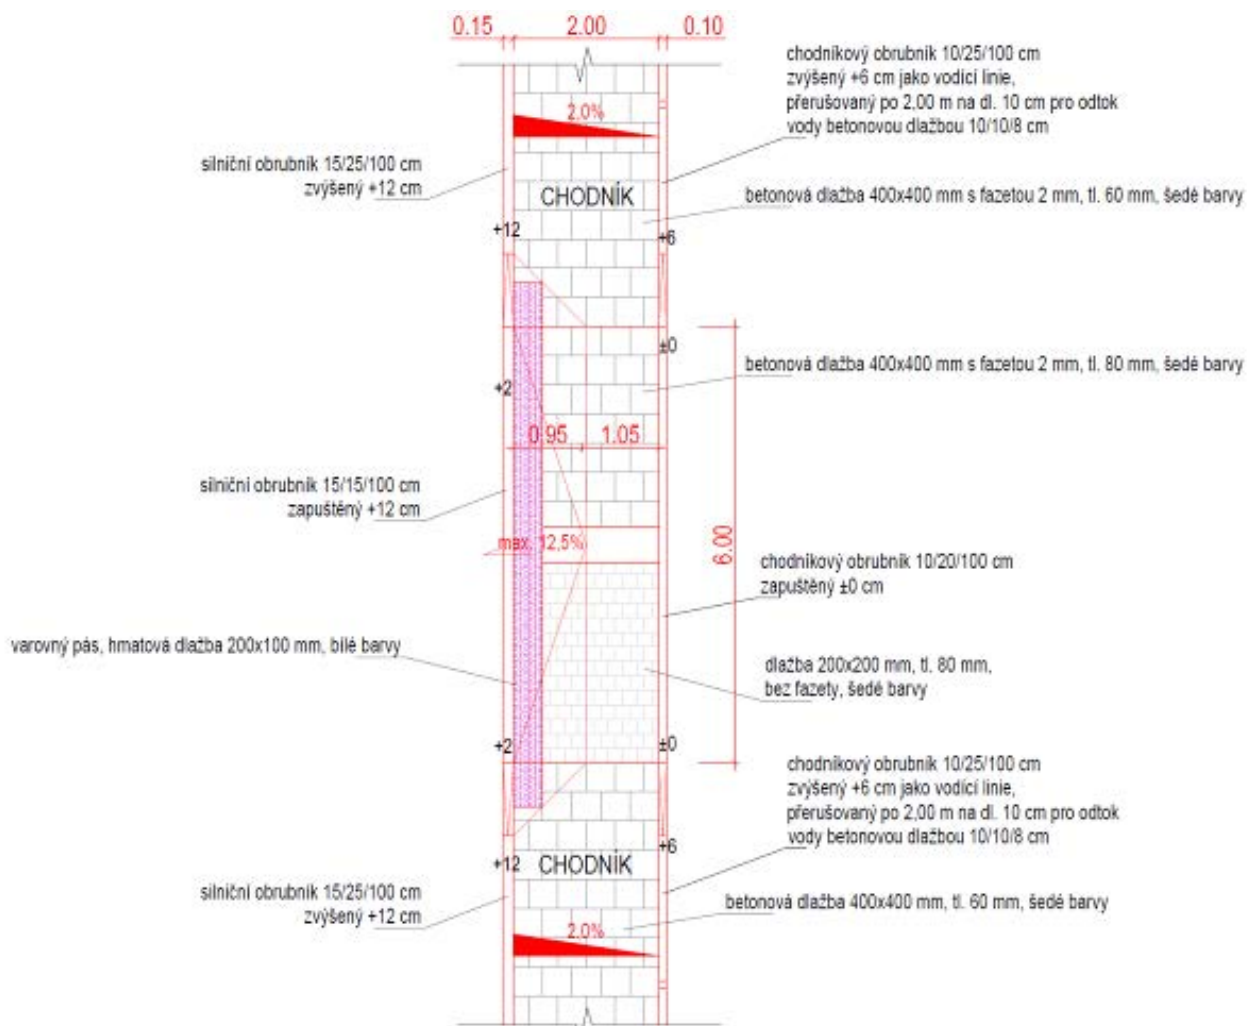 0.15 2.00 0.10
chodníkový obrubník 10/25/100 cm
zvýšený +6 cm jako vodící linie,
přerušovaný po 2,00 m na dl. 10 cm pro odtok
vody betonovou dlažbou 10/10/8 cm
2,0%
silniční obrubník 15/25/100 cm
zvýšený +12 cm
CHODNÍK
betonová dlažba 400x400 mm s fazetou 2 mm, tl. 60 mm, šedé barvy
+12
+6
±0
betonová dlažba 400x400 mm s fazetou 2 mm, tl. 80 mm, šedé barvy
+2
0.95 1.05
silniční obrubník 15/15/100 cm
zapuštěný +12 cm
max. 12,5%
6.00
chodníkový obrubník 10/20/100 cm
zapuštěný ±0 cm
varovný pás, hmatová dlažba 200x100 mm, bílé barvy
dlažba 200x200 mm, tl. 80 mm,
bez fazety, šedé barvy
+2
±0
chodníkový obrubník 10/25/100 cm
zvýšený +6 cm jako vodící linie,
přerušovaný po 2,00 m na dl. 10 cm pro odtok
vody betonovou dlažbou 10/10/8 cm
+6
+12
CHODNÍK
silniční obrubník 15/25/100 cm
zvýšený +12 cm
betonová dlažba 400x400 mm, tl. 60 mm, šedé barvy
2,0%